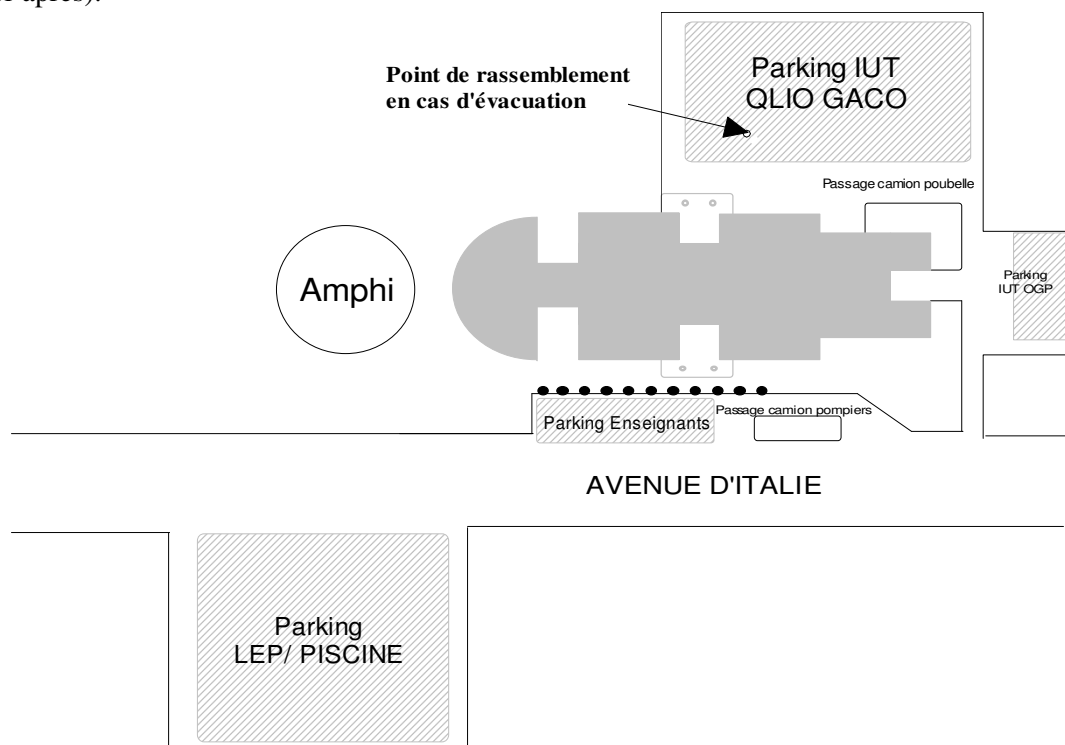 après).
Point de rassemblement
en cas d'évacuation
Parking IUT
QLIO GACO
Passage camion poubelle
Amphi
Parking
IUT OGP
Parking Enseignants
Passage camion pompiers
AVENUE D'ITALIE
Parking
LEP/ PISCINE